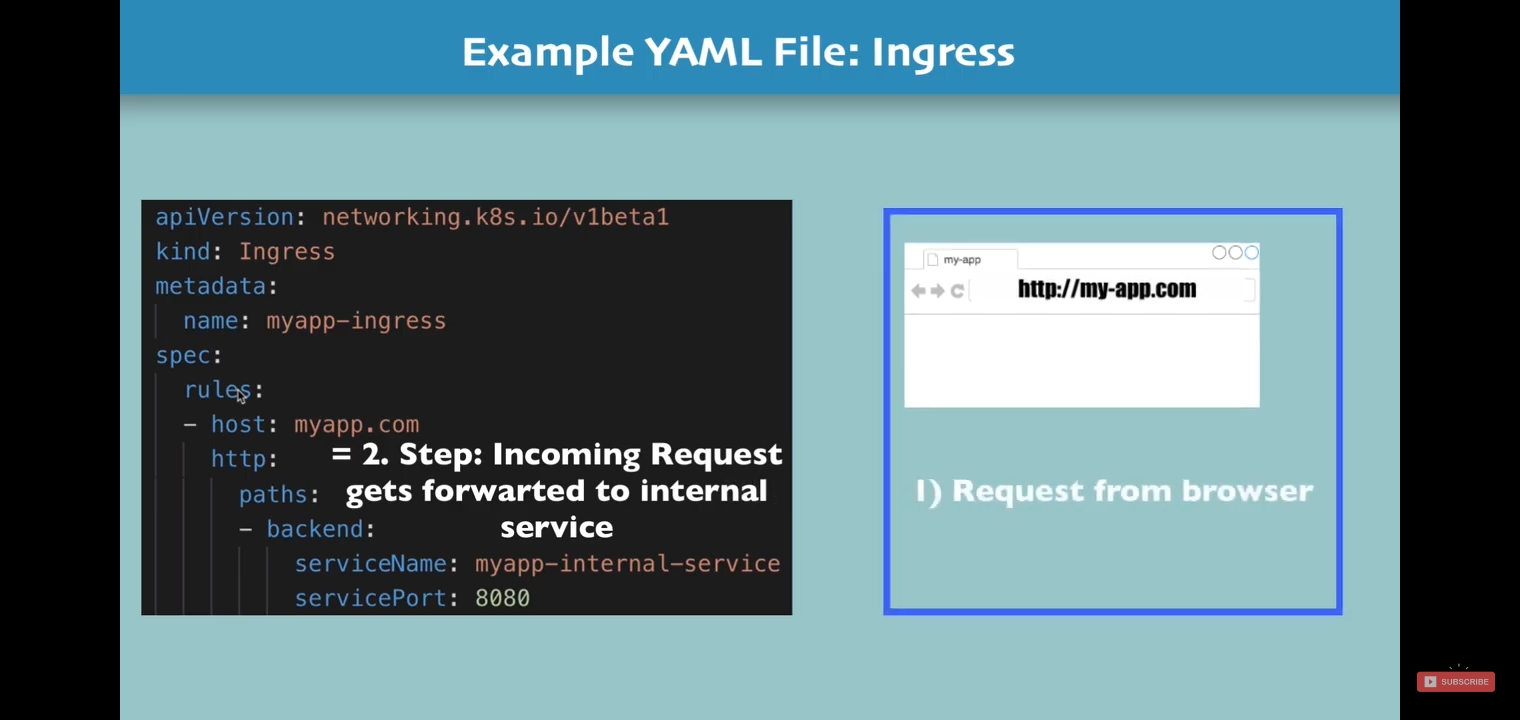 Example YAML File: Ingress
apiVersion: networking.k8s.io/v1beta1
kind: Ingress
metadata:
name: myapp-ingress
spec:
rules:
- host: myapp.com
http:
paths:
- backend:
serviceName: myapp-internal-service
servicePort: 8080
= 2. Step: Incoming Request
gets forwarted to internal
service
my-app
http://my-app.com
1) Request from browser
SUBSCRIBE